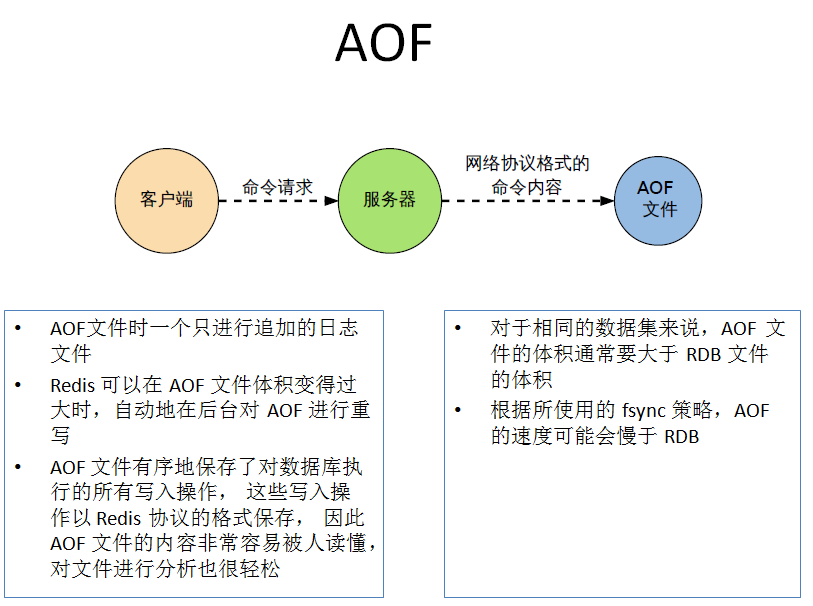 AOF
客户端
命令请求
服务器
网络协议格式的
命令内容
AOF
文件
• AOF文件时一个只进行追加的日志
文件
• Redis 可以在 AOF 文件体积变得过
大时，自动地在后台对 AOF 进行重
写
• AOF 文件有序地保存了对数据库执
行的所有写入操作， 这些写入操
作以 Redis 协议的格式保存， 因此
AOF 文件的内容非常容易被人读懂，
对文件进行分析也很轻松
• 对于相同的数据集来说，AOF 文
件的体积通常要大于 RDB 文件
的体积
• 根据所使用的 fsync 策略，AOF
的速度可能会慢于 RDB